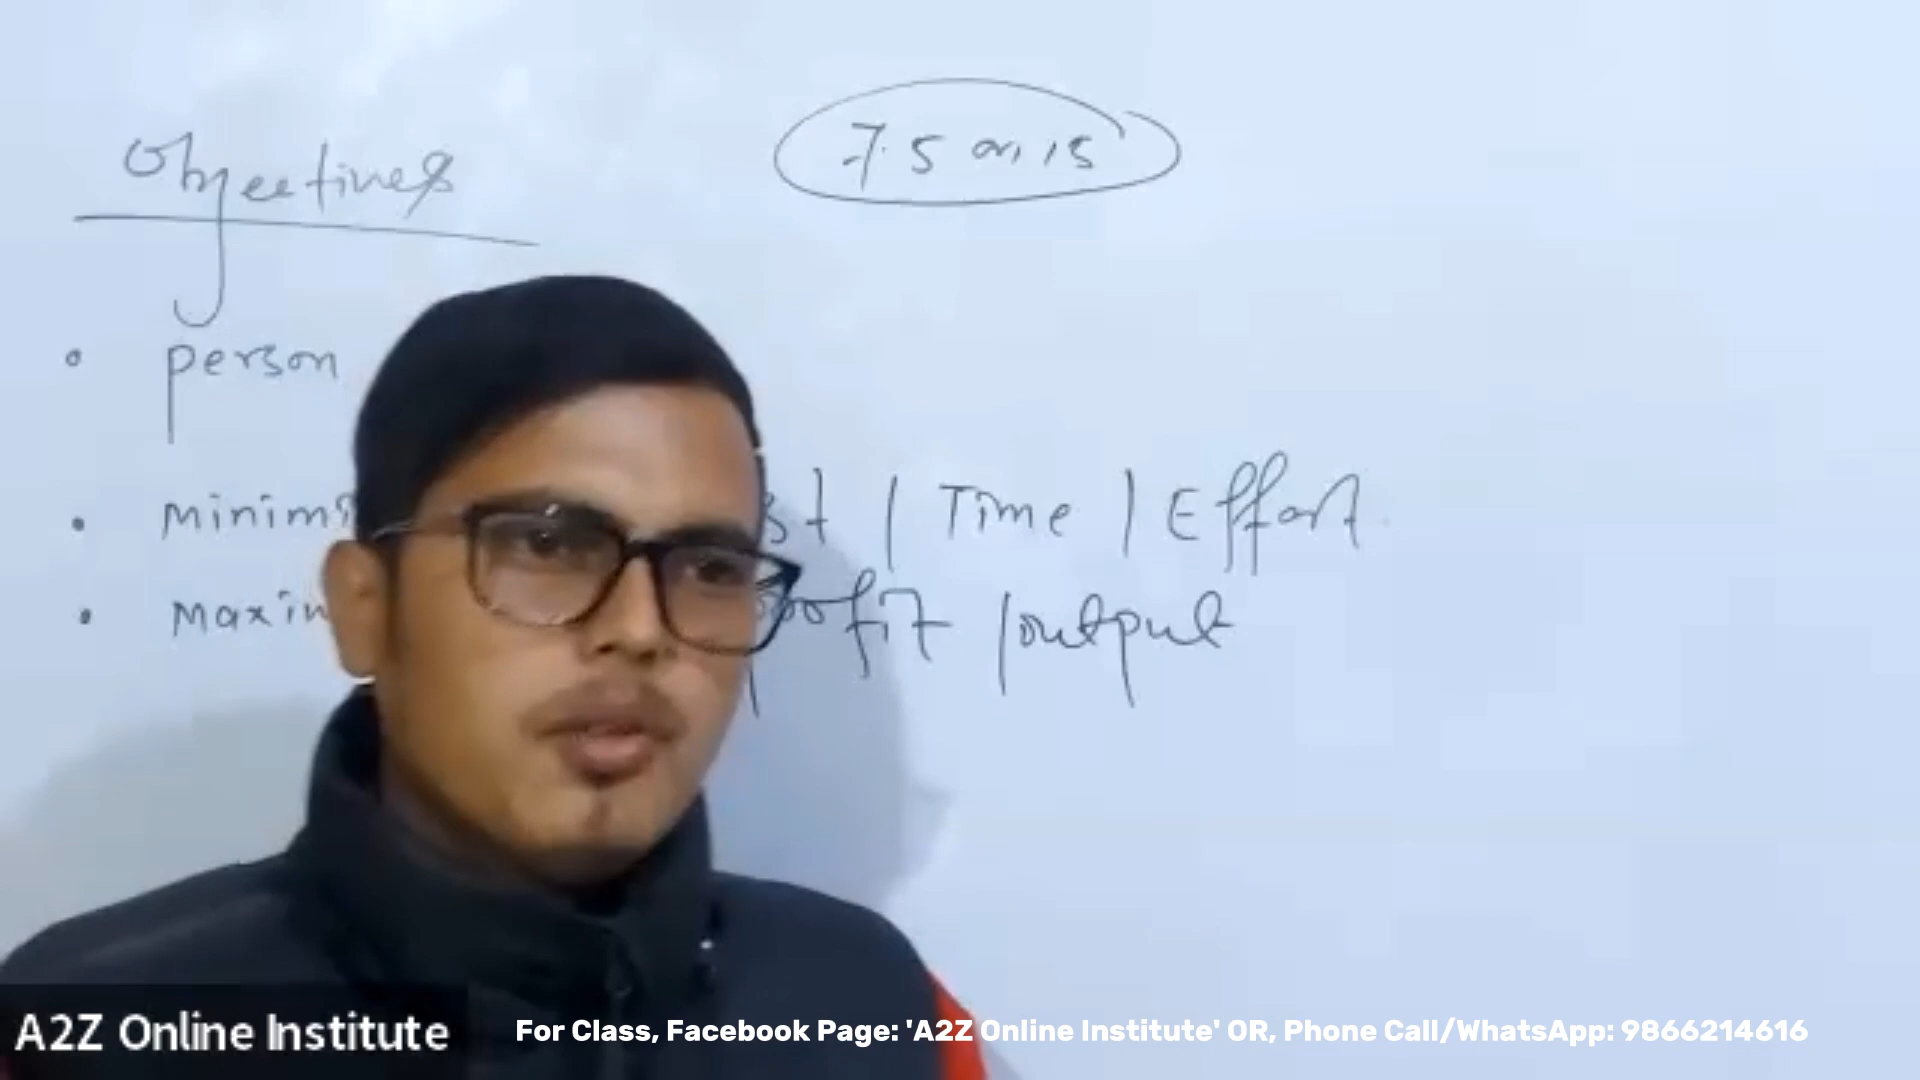 Objectives
7.5 or, 15
• person
• minimi st / Time / Effort
• maxim profit / output
A2Z Online Institute
For Class, Facebook Page: 'A2Z Online Institute' OR, Phone Call/WhatsApp: 9866214616